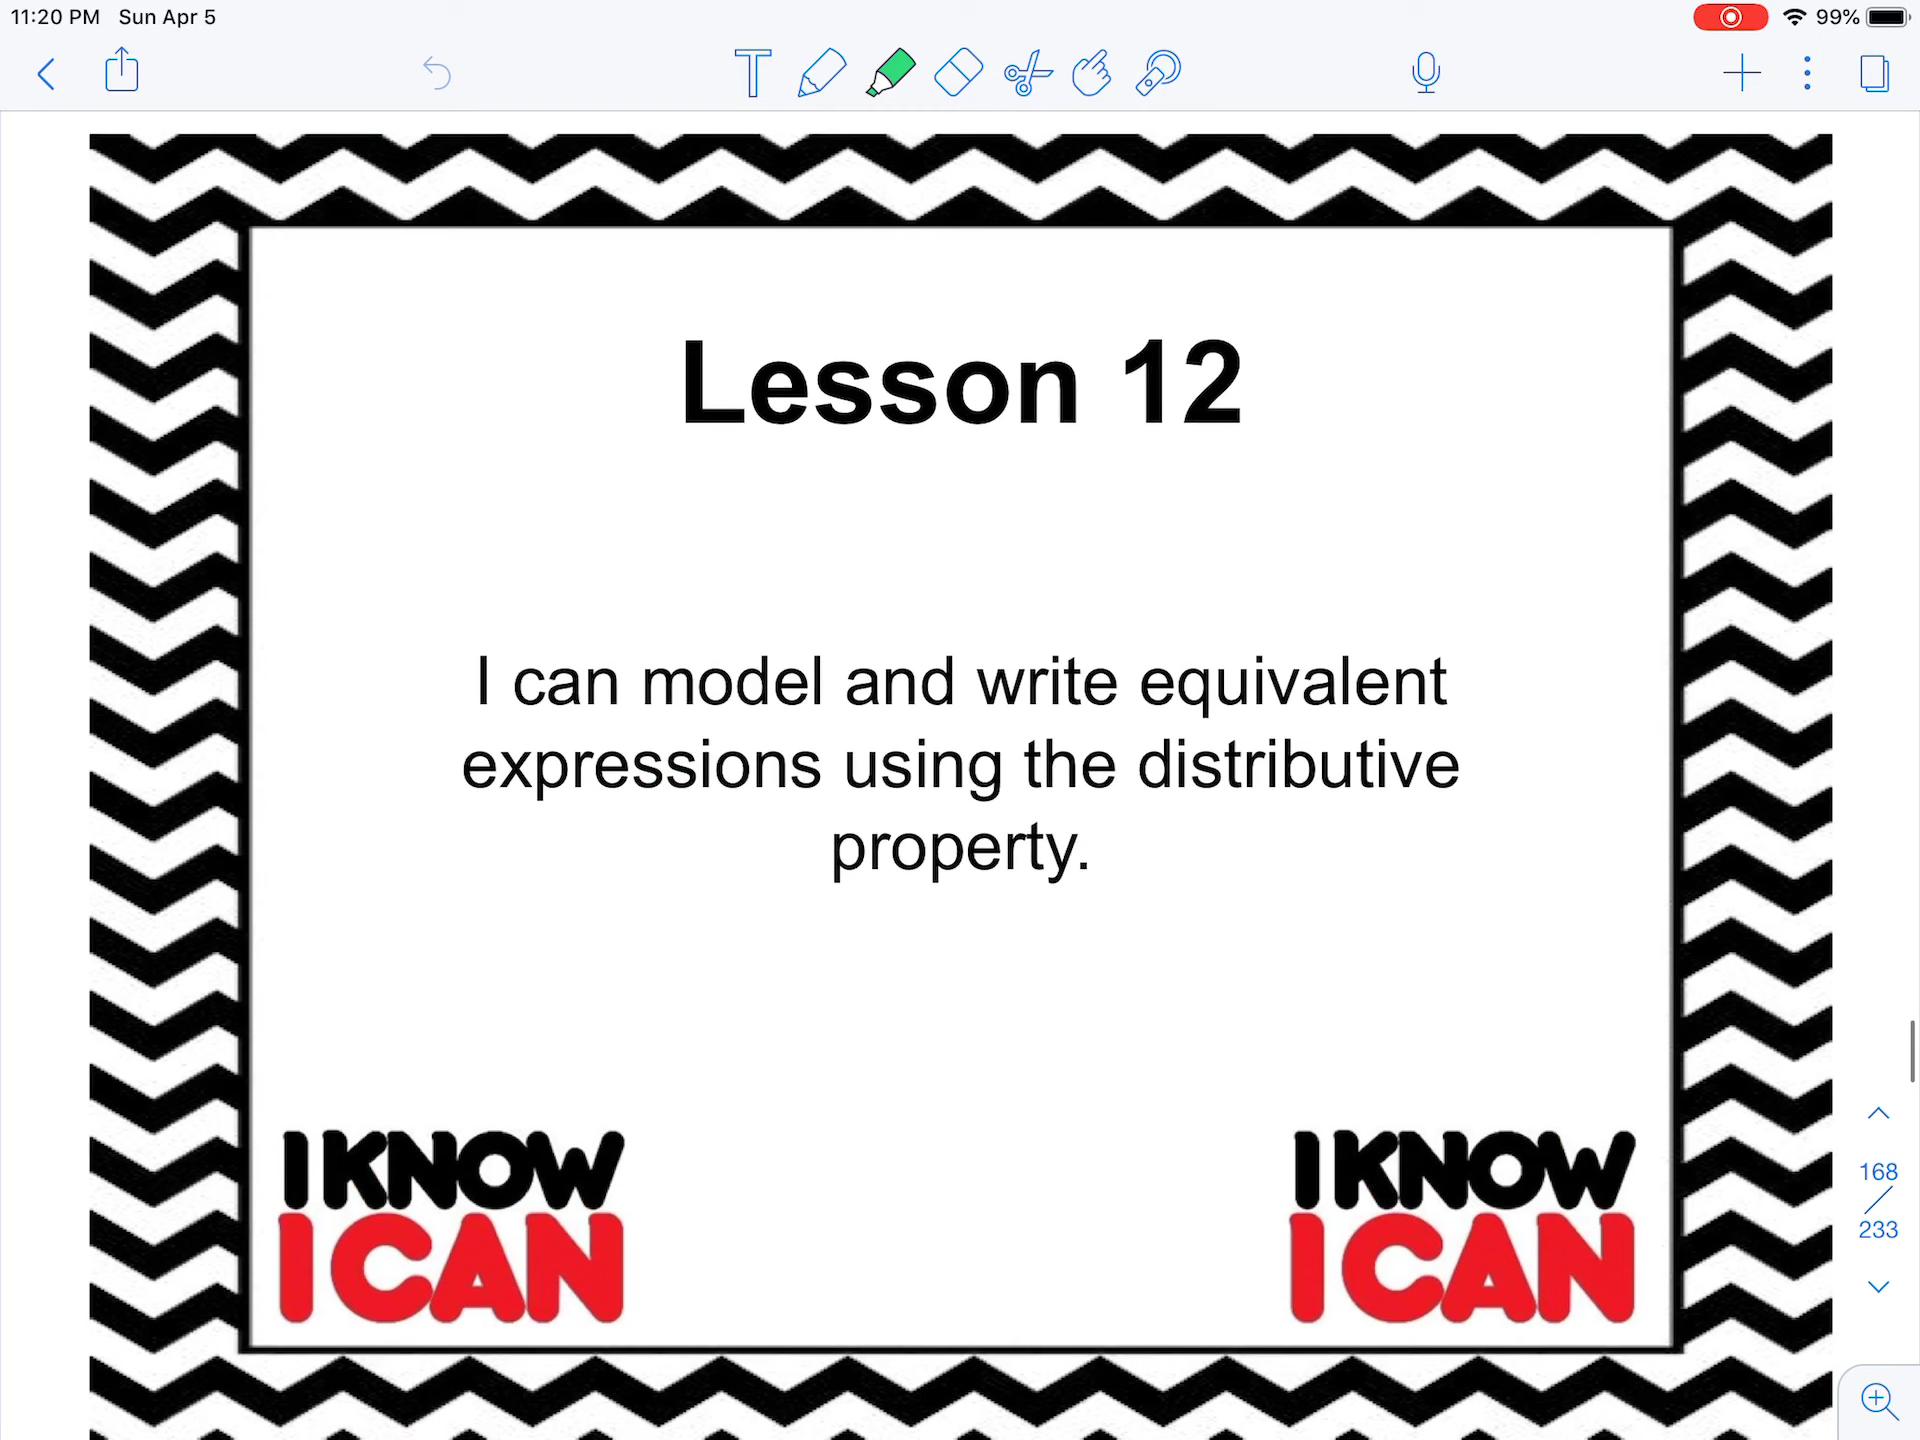 11:20 PM Sun Apr 5
99%
Lesson 12
I can model and write equivalent
expressions using the distributive
property.
I KNOW
I CAN
I KNOW
I CAN
168
233